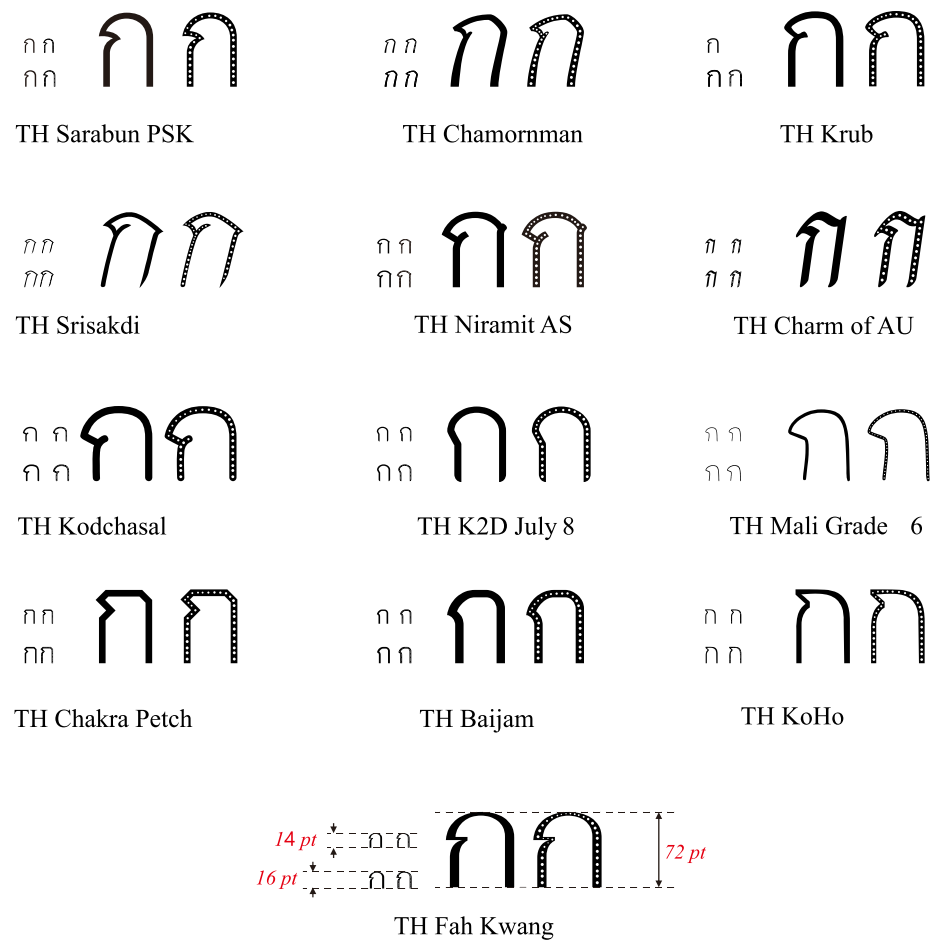 ก ก ก ก
ก ก
TH Sarabun PSK
ก ก ก ก
ก ก
TH Chamornman
ก ก ก
ก ก
TH Krub
ก ก ก ก
ก ก
TH Srisakdi
ก ก ก ก
ก ก
TH Niramit AS
ก ก ก ก
ก ก
TH Charm of AU
ก ก ก ก
ก ก
TH Kodchasal
ก ก ก ก
ก ก
TH K2D July 8
ก ก ก ก
ก ก
TH Mali Grade 6
ก ก ก ก
ก ก
TH Chakra Petch
ก ก ก ก
ก ก
TH Baijam
ก ก ก ก
ก ก
TH KoHo
14 pt ก ก ก ก 72 pt
16 pt ก ก
TH Fah Kwang